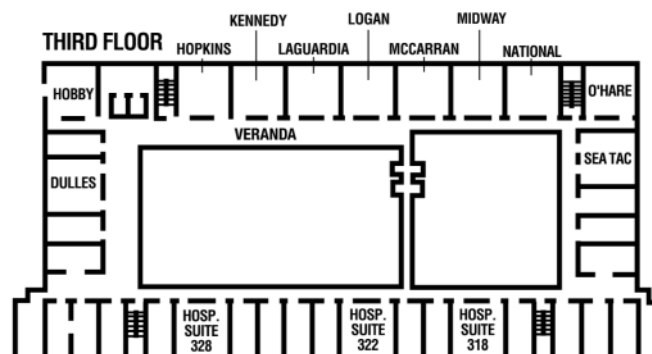 LOGAN
KENNEDY
MIDWAY
THIRD FLOOR
HOPKINS
LAGUARDIA
MCCARRAN
NATIONAL
HOBBY
O'HARE
VERANDA
SEA TAC
DULLES
HOSP.
SUITE
328
HOSP.
SUITE
322
HOSP.
SUITE
318